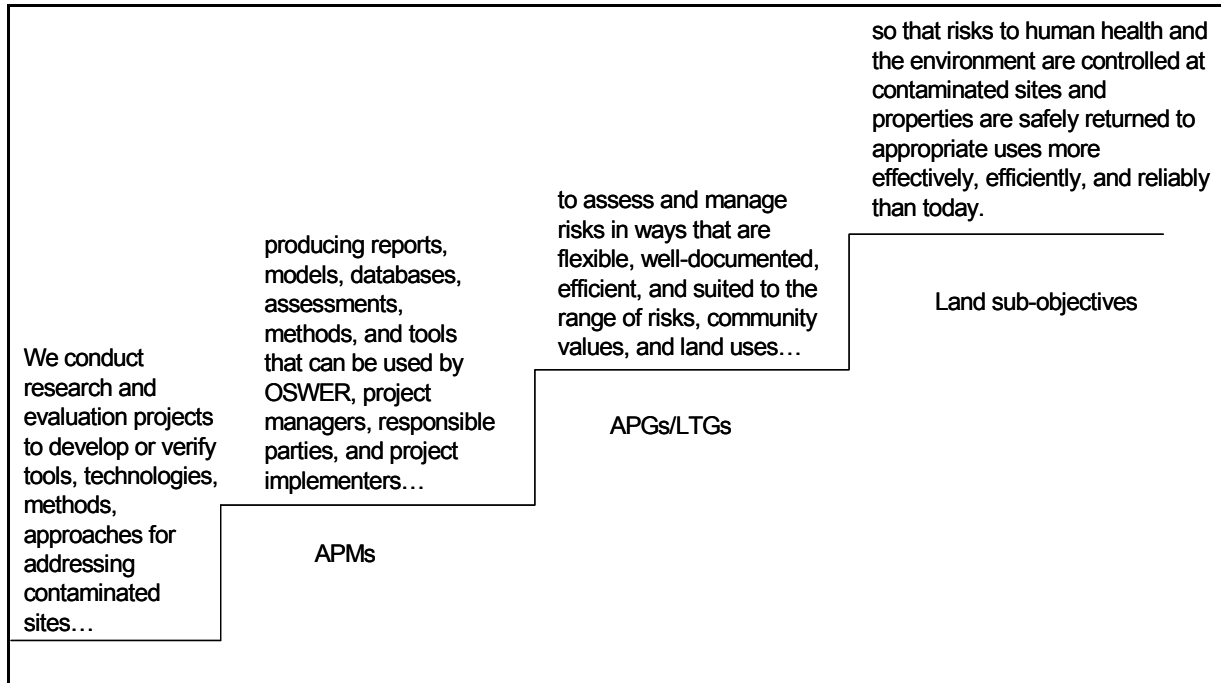 We conduct
research and
evaluation projects
to develop or verify
tools, technologies,
methods,
approaches for
addressing
contaminated
sites…
producing reports,
models, databases,
assessments,
methods, and tools
that can be used by
OSWER, project
managers, responsible
parties, and project
implementers…
APMs
to assess and manage
risks in ways that are
flexible, well-documented,
efficient, and suited to the
range of risks, community
values, and land uses…
APGs/LTGs
so that risks to human health and
the environment are controlled at
contaminated sites and
properties are safely returned to
appropriate uses more
effectively, efficiently, and reliably
than today.
Land sub-objectives